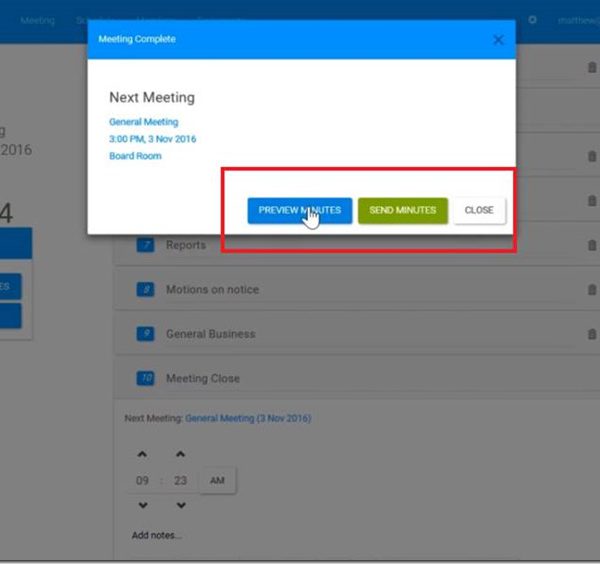 Meeting
matthew
Meeting Complete
Next Meeting
General Meeting
3:00 PM, 3 Nov 2016
Board Room
2016
4
PREVIEW MINUTES
SEND MINUTES
CLOSE
7 Reports
8 Motions on notice
9 General Business
10 Meeting Close
Next Meeting: General Meeting (3 Nov 2016)
09 : 23 AM
Add notes...